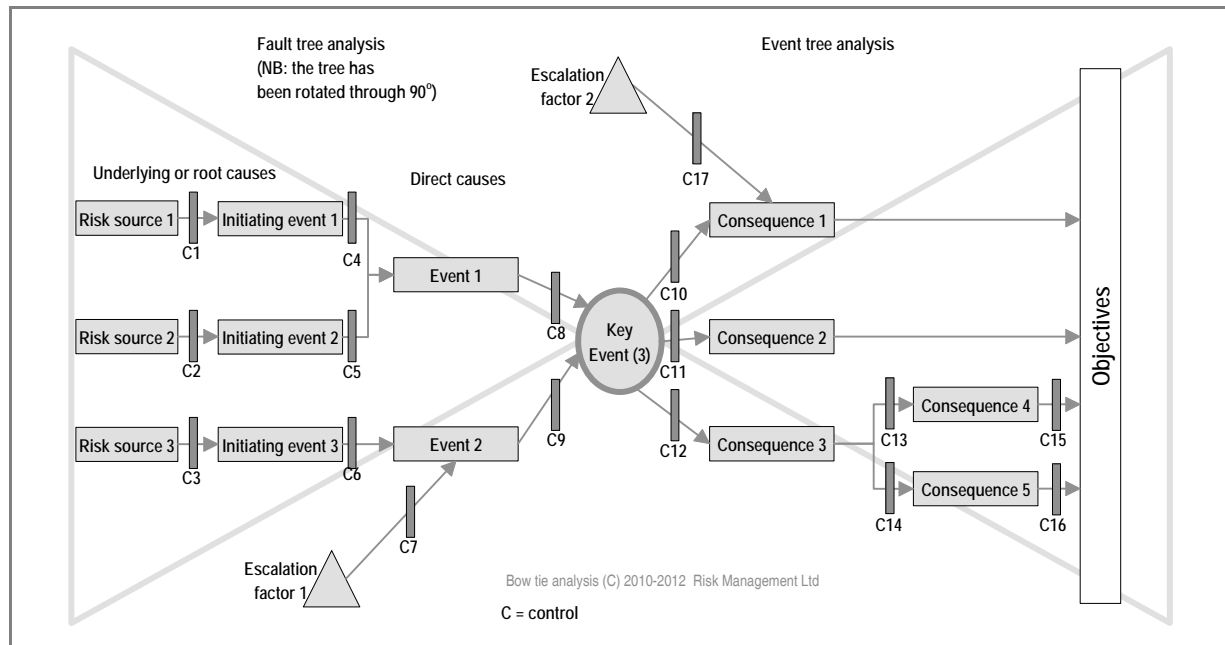 Fault tree analysis
(NB: the tree has
been rotated through 90°)
Event tree analysis
Escalation
factor 2
C17
Underlying or root causes
Direct causes
Risk source 1
C1
Initiating event 1
C4
Event 1
C8
Consequence 1
C10
Risk source 2
C2
Initiating event 2
C5
Key
Event (3)
C11
Consequence 2
Objectives
Risk source 3
C3
Initiating event 3
C6
Event 2
C9
C12
Consequence 3
C13
Consequence 4
C15
C14
Consequence 5
C16
C7
Escalation
factor 1
Bow tie analysis (C) 2010-2012 Risk Management Ltd
C = control